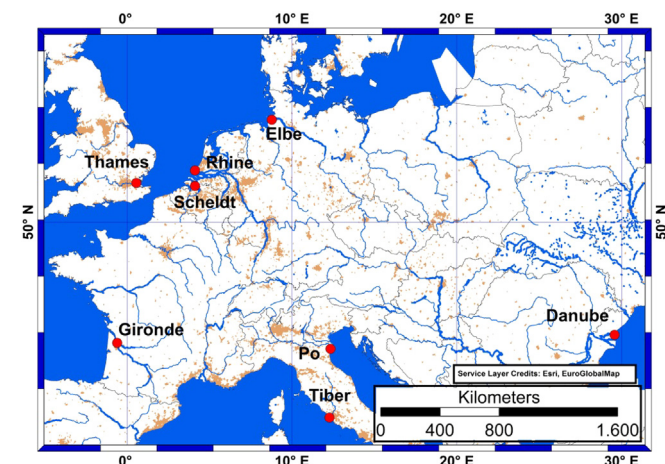 0° 10° E 20° E 30° E
Elbe
Thames
Rhine
Scheldt
50° N
50° N
Danube
Gironde
Po
Service Layer Credits: Esri, EuroGlobalMap
Tiber
Kilometers
0 400 800 1.600
0° 10° E 20° E 30° E